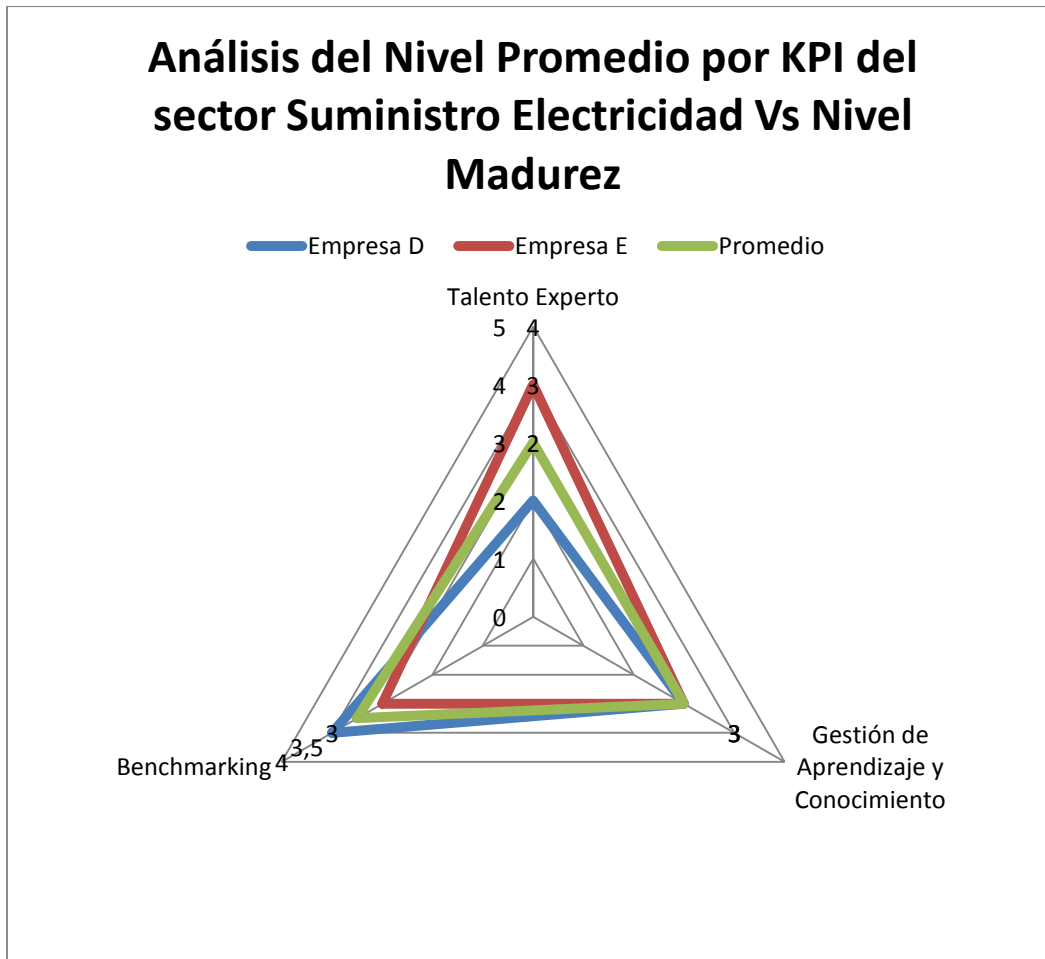 Análisis del Nivel Promedio por KPI del
sector Suministro Electricidad Vs Nivel
Madurez
Empresa D Empresa E Promedio
Talento Experto
5 4
4 3
3 2
2
1
0
3
3,5 3
4
Benchmarking
Gestión de
Aprendizaje y
Conocimiento